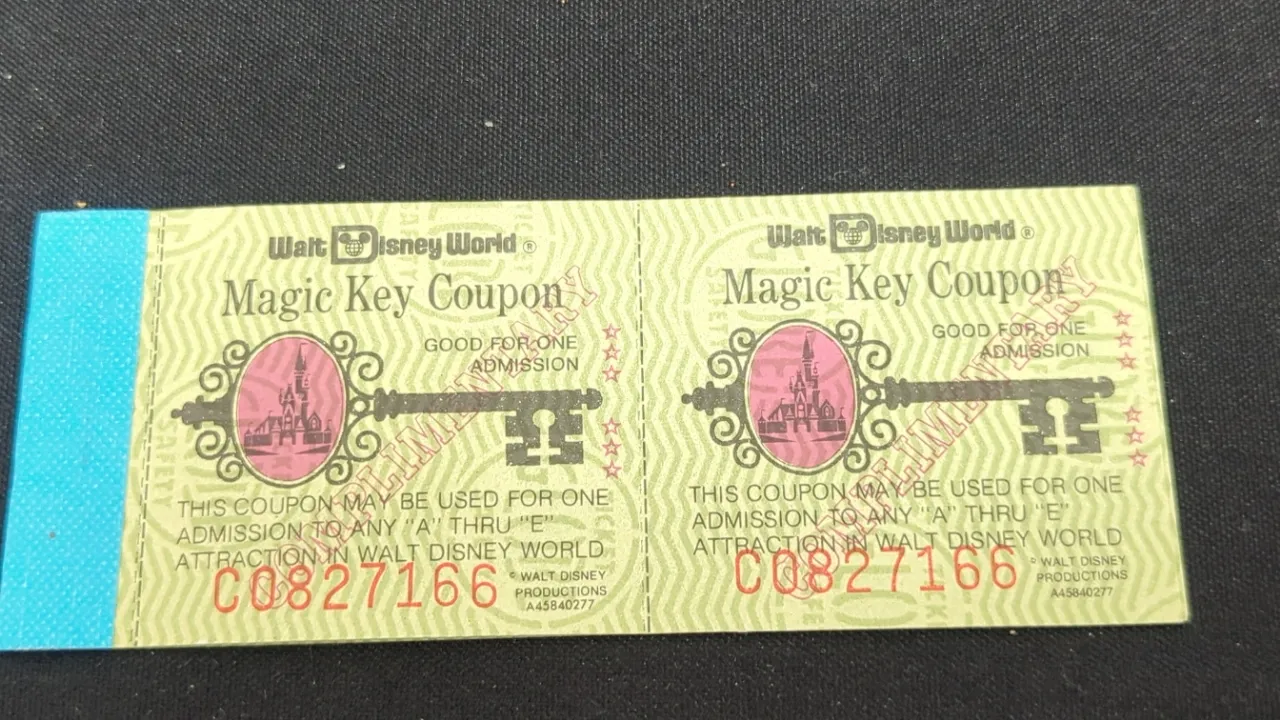 Walt Disney World ®
Magic Key Coupon
GOOD FOR ONE
ADMISSION
COMPLIMENTARY
THIS COUPON MAY BE USED FOR ONE
ADMISSION TO ANY "A" THRU "E"
ATTRACTION IN WALT DISNEY WORLD
C0827166
© WALT DISNEY
PRODUCTIONS
A45840277
Walt Disney World ®
Magic Key Coupon
GOOD FOR ONE
ADMISSION
COMPLIMENTARY
THIS COUPON MAY BE USED FOR ONE
ADMISSION TO ANY "A" THRU "E"
ATTRACTION IN WALT DISNEY WORLD
C0827166
© WALT DISNEY
PRODUCTIONS
A45840277